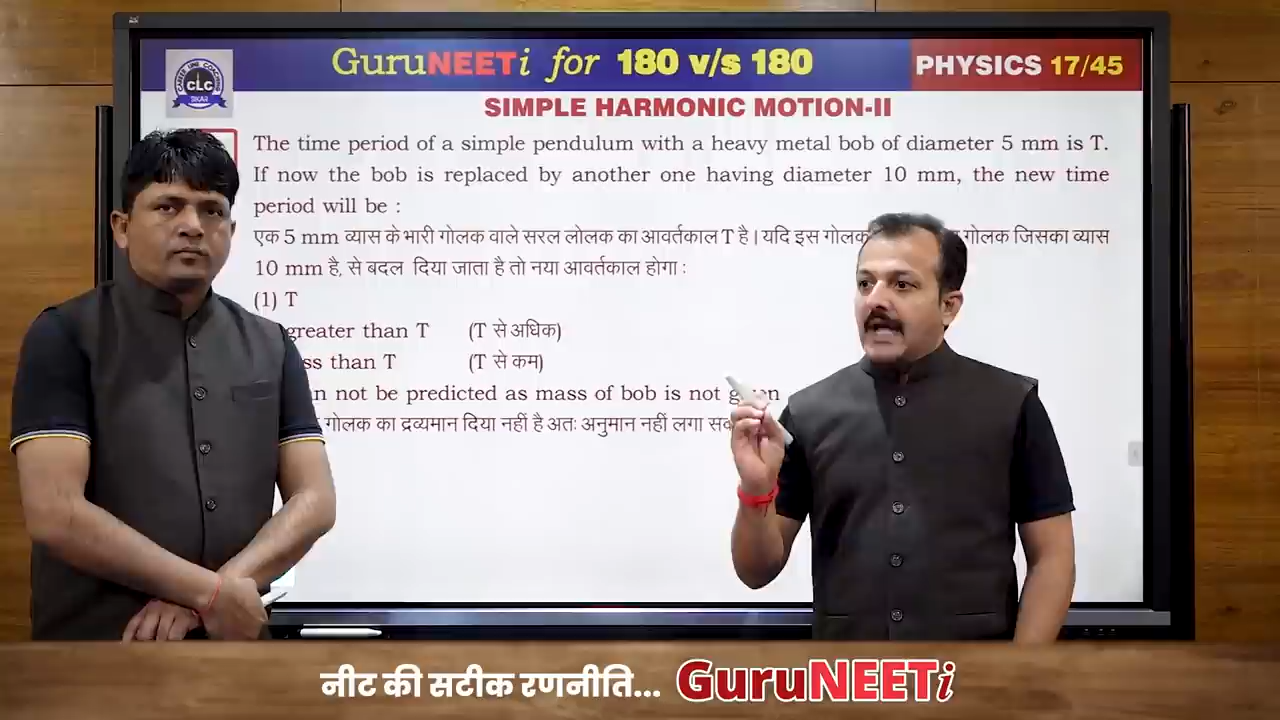 GuruNEETi for 180 v/s 180
PHYSICS 17/45
CLC
SIKAR
SIMPLE HARMONIC MOTION-II
The time period of a simple pendulum with a heavy metal bob of diameter 5 mm is T.
If now the bob is replaced by another one having diameter 10 mm, the new time
period will be :
एक 5 mm व्यास के भारी गोलक वाले सरल लोलक का आवर्तकाल T है। यदि इस गोलक गोलक जिसका व्यास
10 mm है, से बदल दिया जाता है तो नया आवर्तकाल होगा :
(1) T
greater than T (T से अधिक)
than T (T से कम)
not be predicted as mass of bob is not
गोलक का द्रव्यमान दिया नहीं है अतः अनुमान नहीं लगा
नीट की सटीक रणनीति... GuruNEETi